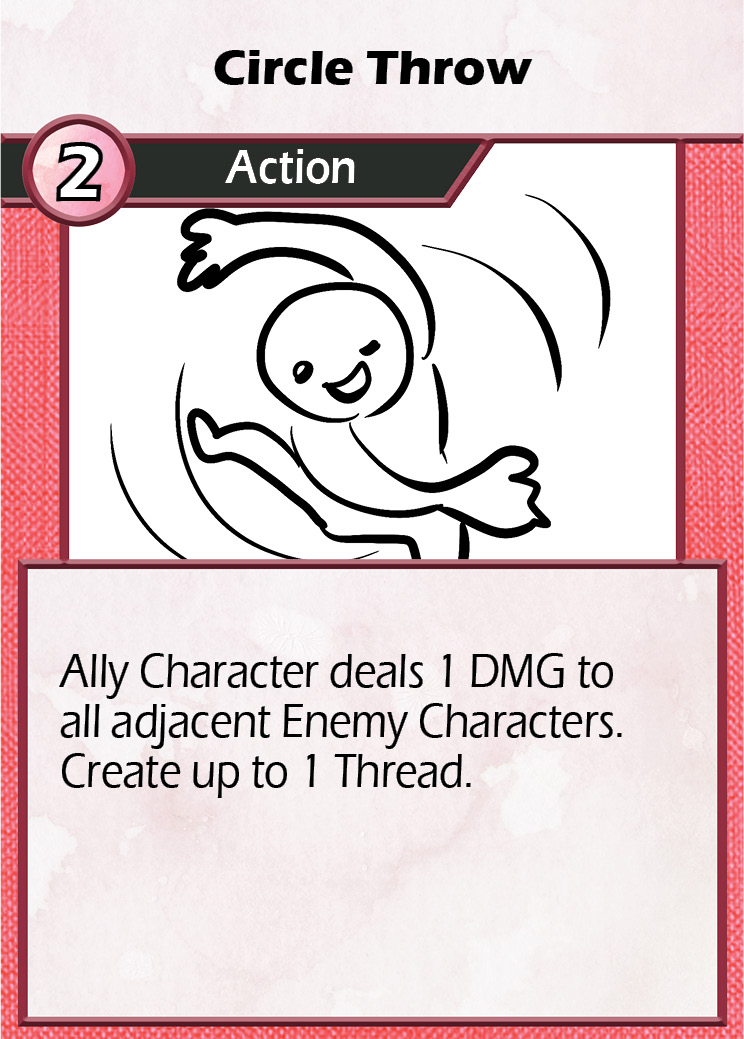 Circle Throw
2
Action
Ally Character deals 1 DMG to
all adjacent Enemy Characters.
Create up to 1 Thread.